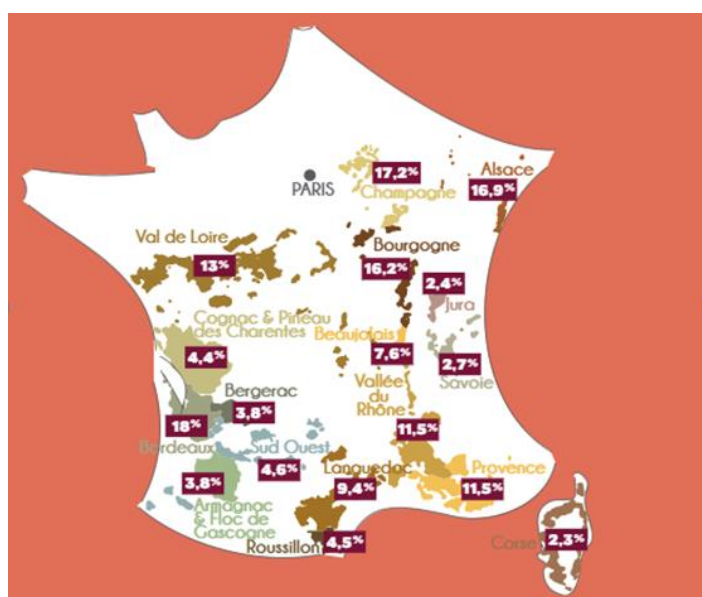 17,2%
Champagne
PARIS
Alsace
16,9%
Val de Loire
13%
Bourgogne
16,2%
2,4%
Jura
Cognac & Pineau
des Charentes
4,4%
Beaujolais
7,6%
2,7%
Savoie
Vallée
du
Rhône
11,5%
Bergerac
3,8%
18%
Bordeaux
Sud Ouest
4,6%
Languedoc
9,4%
Provence
11,5%
3,8%
Armagnac
& Floc de
Gascogne
Roussillon
4,5%
Corse
2,3%